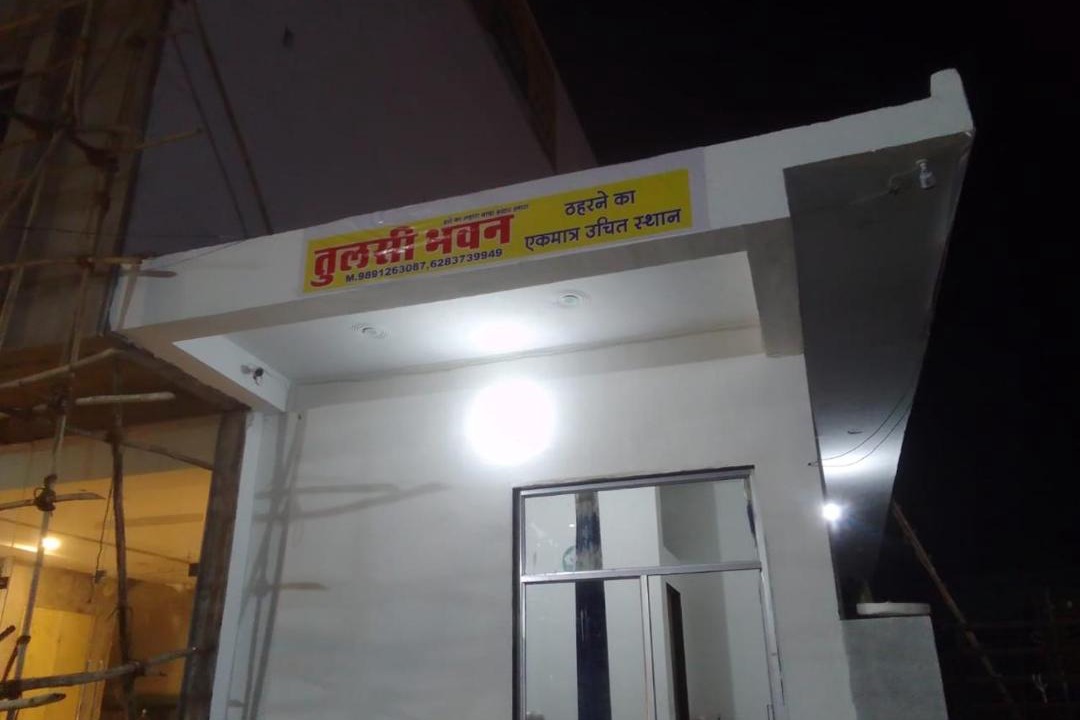 तुलसी भवन
M.9891263087,6283739949
ठहरने का
एकमात्र उचित स्थान